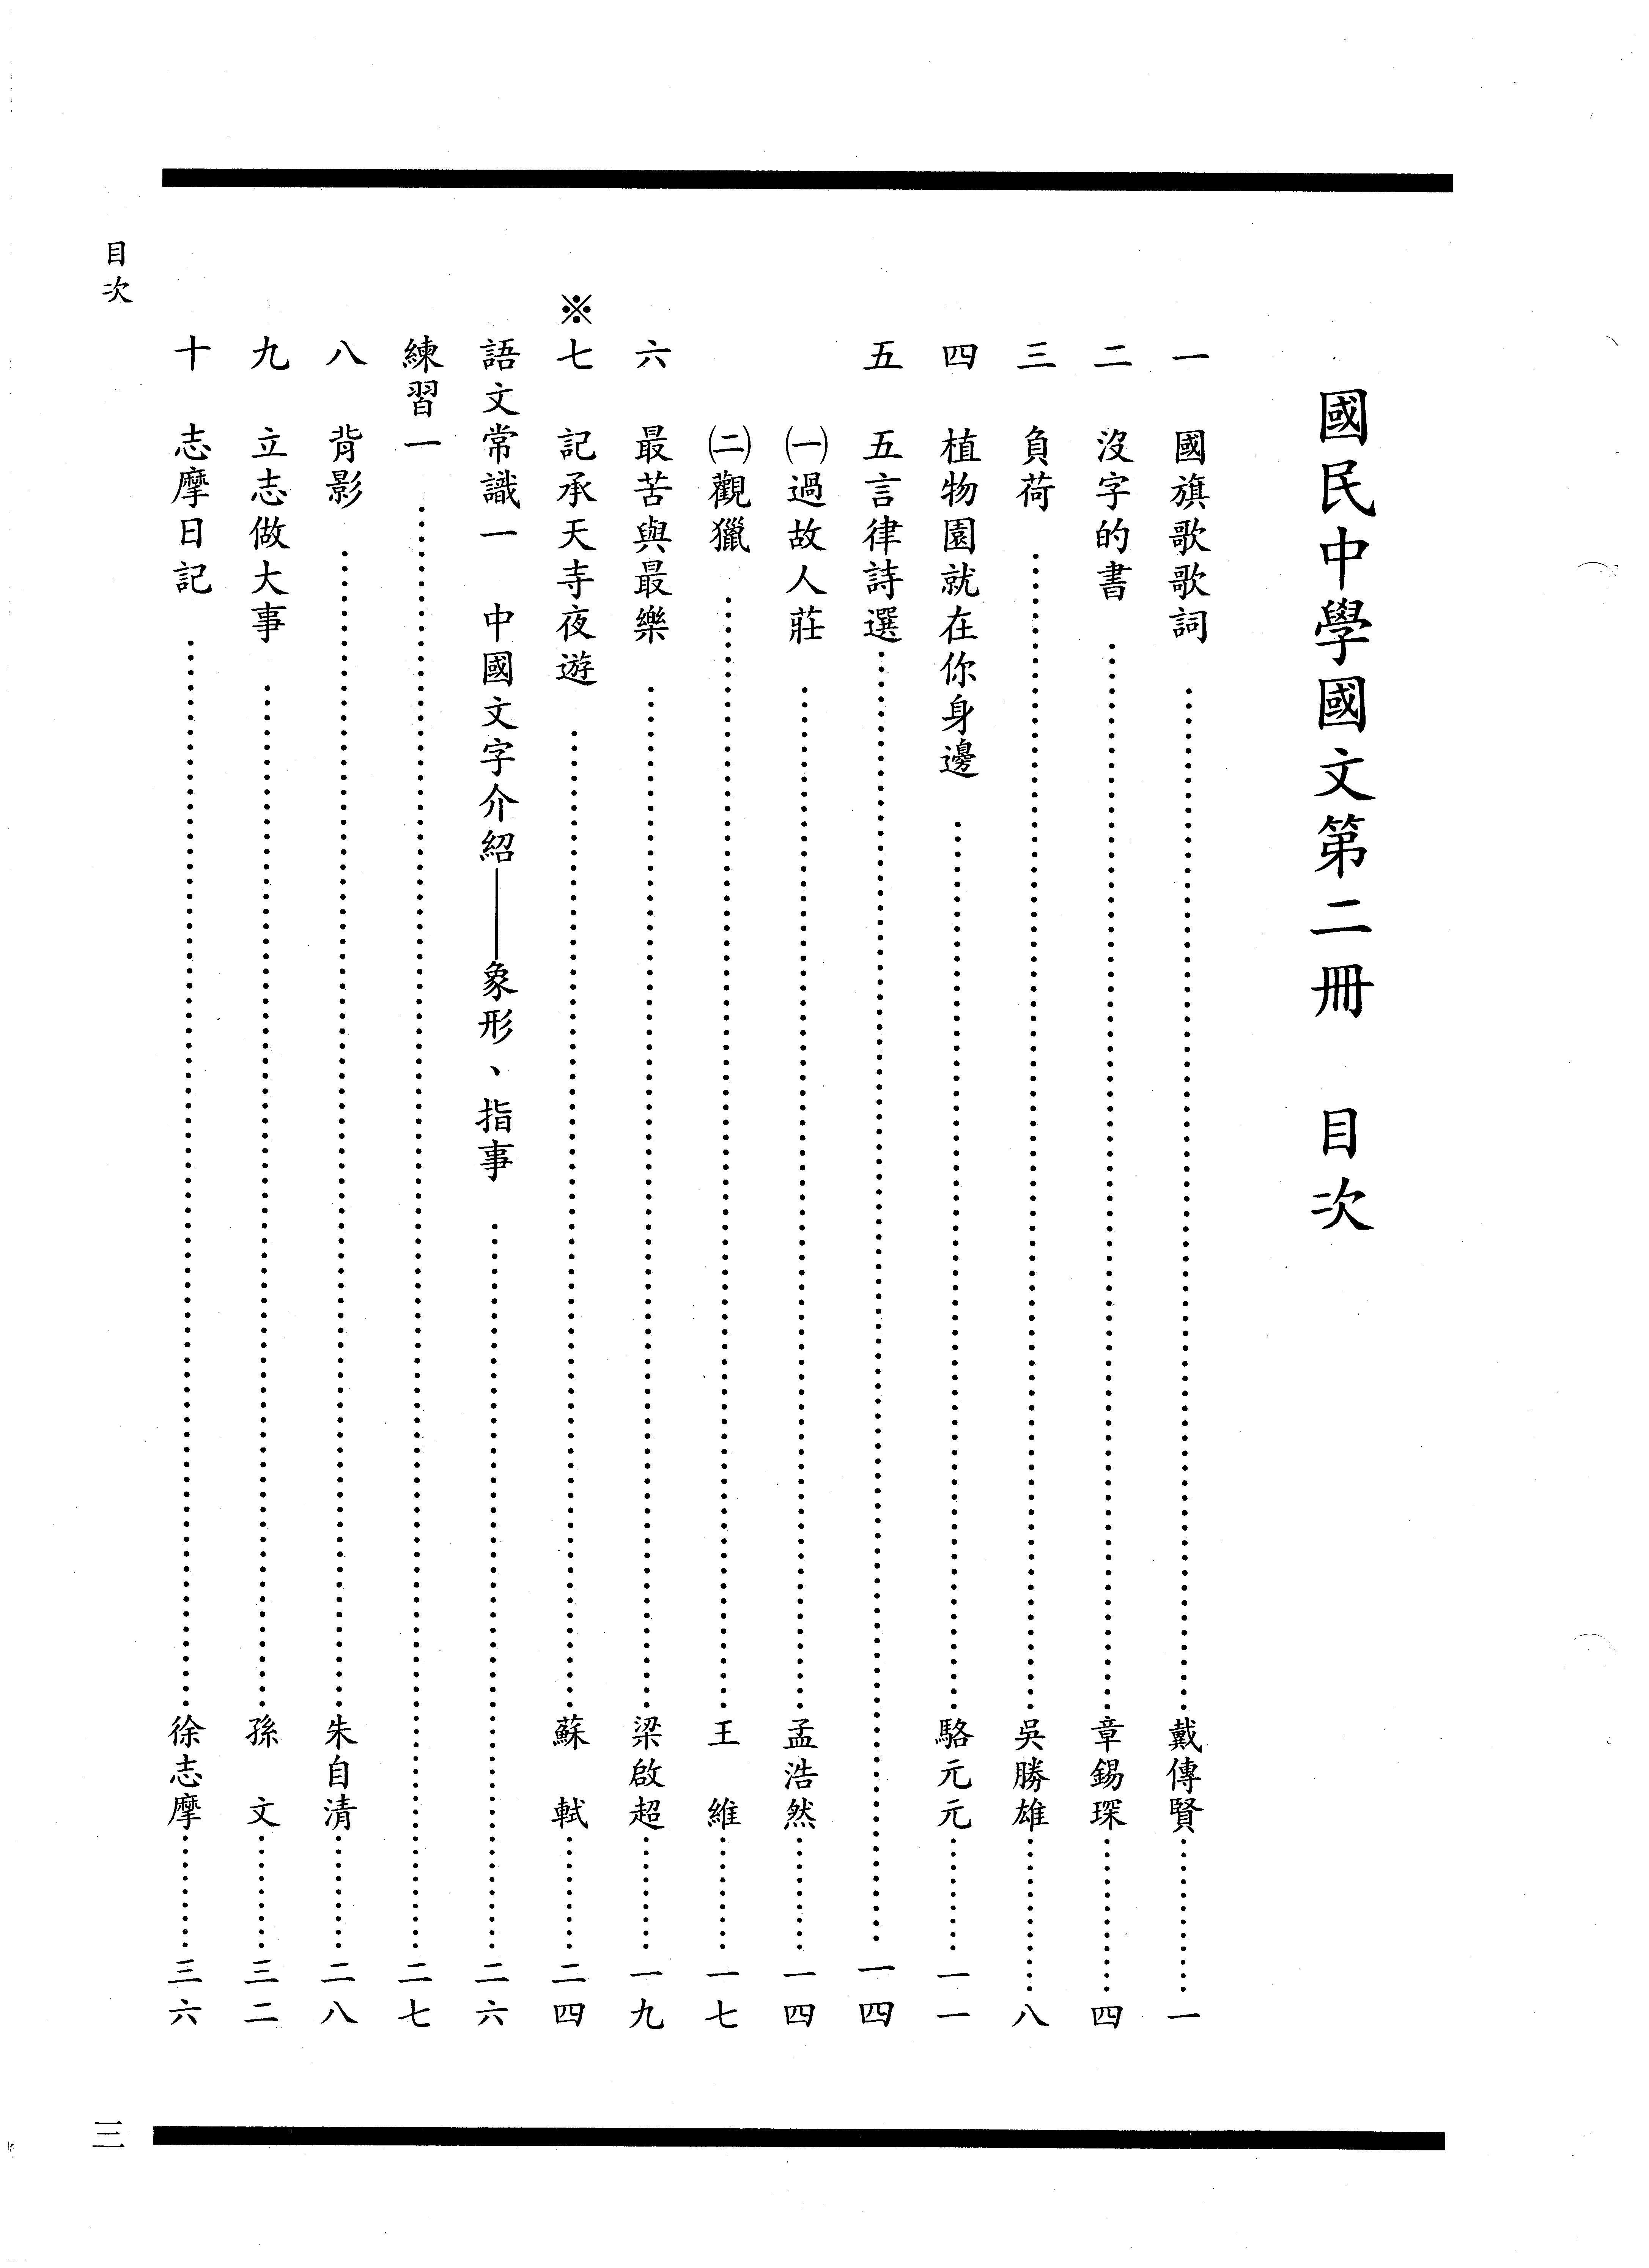 國民中學國文第二冊　目次
一　國旗歌歌詞……戴傳賢……一
二　沒字的書……章錫琛……四
三　負荷……吳勝雄……八
四　植物園就在你身邊……駱元元……一一
五　五言律詩選……一四
㈠過故人莊……孟浩然……一四
㈡觀獵……王　維……一七
六　最苦與最樂……梁啟超……一九
※七　記承天寺夜遊……蘇　軾……二四
語文常識一　中國文字介紹──象形、指事……二六
練習一……二七
八　背影……朱自清……二八
九　立志做大事……孫　文……三二
十　志摩日記……徐志摩……三六
目次
三